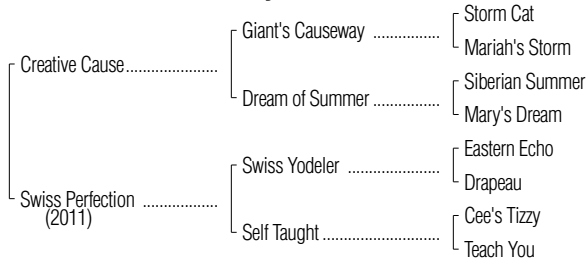 Storm Cat
Giant's Causeway ..................
Mariah's Storm
Creative Cause.......................
Siberian Summer
Dream of Summer ..................
Mary's Dream
Eastern Echo
Swiss Yodeler .........................
Drapeau
Swiss Perfection ...................
(2011)
Cee's Tizzy
Self Taught ..............................
Teach You